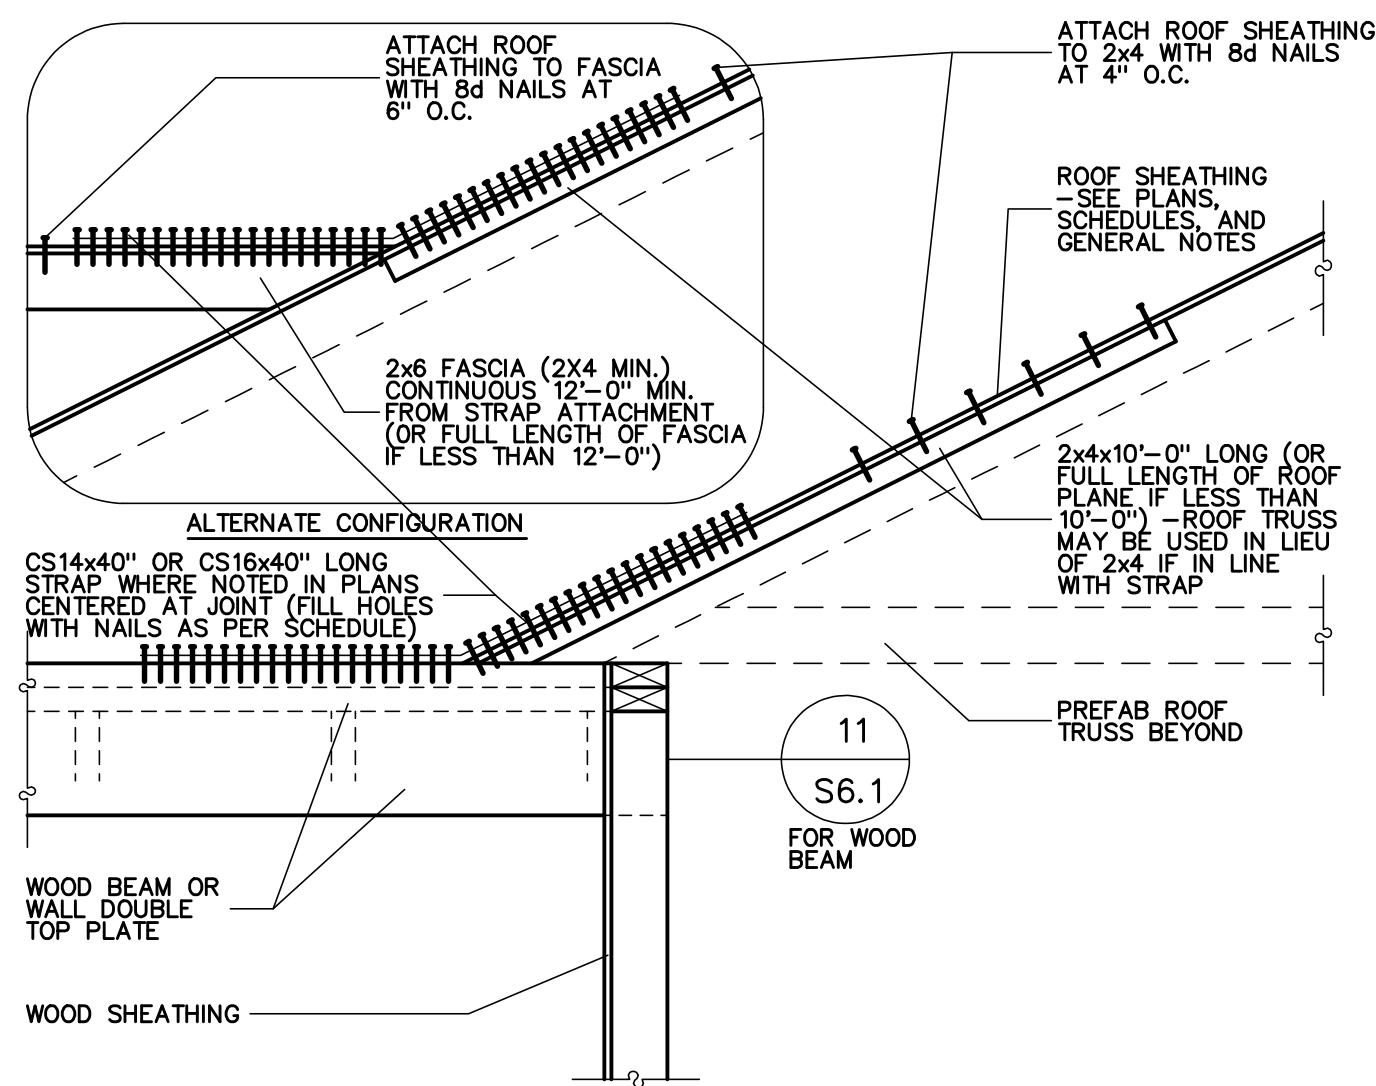 ATTACH ROOF
SHEATHING TO FASCIA
WITH 8d NAILS AT
6" O.C.
ATTACH ROOF SHEATHING
TO 2x4 WITH 8d NAILS
AT 4" O.C.
ROOF SHEATHING
-SEE PLANS,
SCHEDULES, AND
GENERAL NOTES
2x6 FASCIA (2X4 MIN.)
CONTINUOUS 12'-0" MIN.
FROM STRAP ATTACHMENT
(OR FULL LENGTH OF FASCIA
IF LESS THAN 12'-0")
2x4x10'-0" LONG (OR
FULL LENGTH OF ROOF
PLANE IF LESS THAN
10'-0") -ROOF TRUSS
MAY BE USED IN LIEU
OF 2x4 IF IN LINE
WITH STRAP
ALTERNATE CONFIGURATION
CS14x40" OR CS16x40" LONG
STRAP WHERE NOTED IN PLANS
CENTERED AT JOINT (FILL HOLES
WITH NAILS AS PER SCHEDULE)
PREFAB ROOF
TRUSS BEYOND
11
S6.1
FOR WOOD
BEAM
WOOD BEAM OR
WALL DOUBLE
TOP PLATE
WOOD SHEATHING